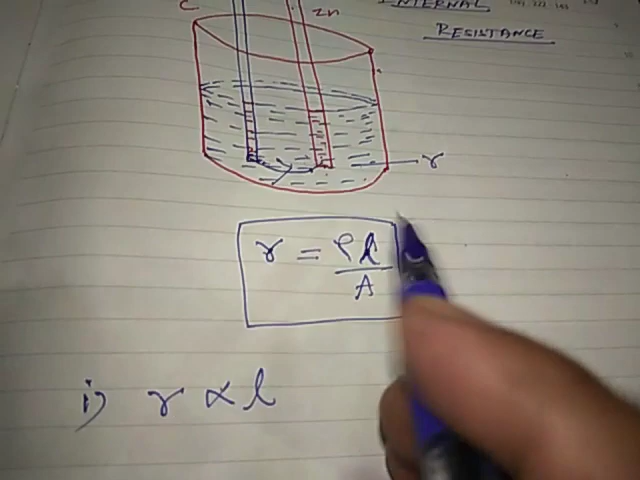 C
Zn
INTERNAL
RESISTANCE
r
r = ρl/A
i) r ∝ l